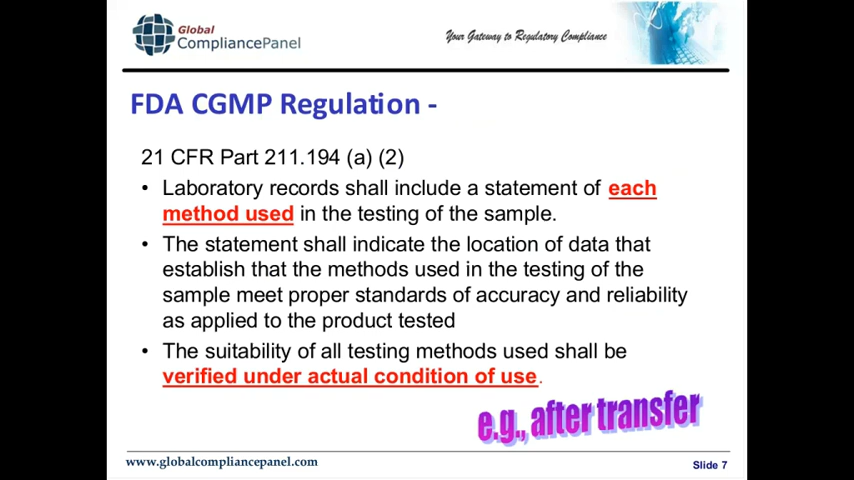 Global
CompliancePanel
Your Gateway to Regulatory Compliance
FDA CGMP Regulation -
21 CFR Part 211.194 (a) (2)
• Laboratory records shall include a statement of each
method used in the testing of the sample.
• The statement shall indicate the location of data that
establish that the methods used in the testing of the
sample meet proper standards of accuracy and reliability
as applied to the product tested
• The suitability of all testing methods used shall be
verified under actual condition of use.
e.g., after transfer
www.globalcompliancepanel.com
Slide 7